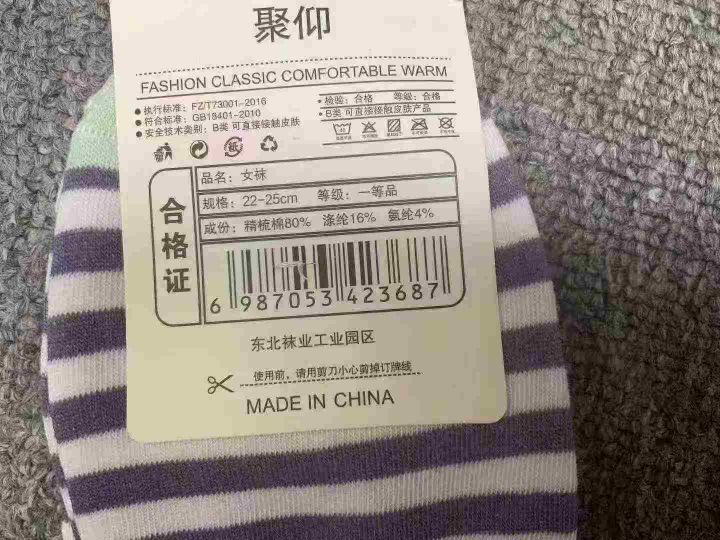 聚仰
FASHION CLASSIC COMFORTABLE WARM
执行标准：FZ/T73001-2016
符合标准：GB18401-2010
安全技术类别：B类 可直接接触皮肤
检验：合格 等级：合格
B类 可直接接触皮肤产品
合格证
品名：女袜
规格：22-25cm 等级：一等品
成份：精梳棉80% 涤纶16% 氨纶4%
6 987053 423687
东北袜业工业园区
使用前，请用剪刀小心剪掉订牌线
MADE IN CHINA